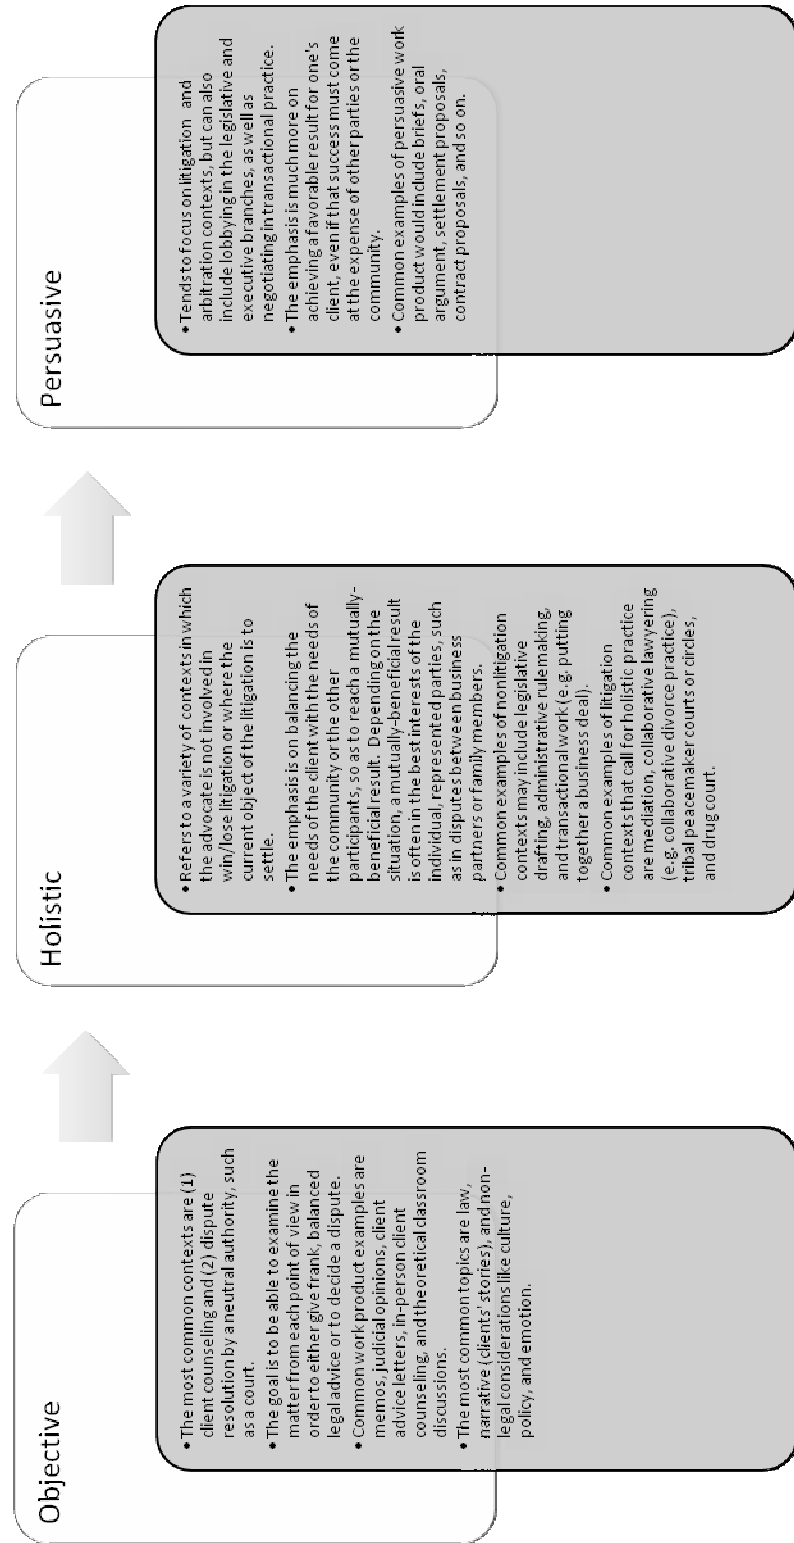 Objective
• The most common contexts are (1)
client counseling and (2) dispute
resolution by a neutral authority, such
as a court.
• The goal is to be able to examine the
matter from each point of view in
order to either give frank, balanced
legal advice or to decide a dispute.
• Common work product examples are
memos, judicial opinions, client
advice letters, in-person client
counseling, and theoretical classroom
discussions.
• The most common topics are law,
narrative (clients' stories), and non-
legal considerations like culture,
policy, and emotion.
Holistic
• Refers to a variety of contexts in which
the advocate is not involved in
win/lose litigation or where the
current object of the litigation is to
settle.
• The emphasis is on balancing the
needs of the client with the needs of
the community or the other
participants, so as to reach a mutually-
beneficial result. Depending on the
situation, a mutually-beneficial result
is often in the best interests of the
individual, represented parties, such
as in disputes between business
partners or family members.
• Common examples of nonlitigation
contexts may include legislative
drafting, administrative rulemaking,
and transactional work (e.g. putting
together a business deal).
• Common examples of litigation
contexts that call for holistic practice
are mediation, collaborative lawyering
(e.g. collaborative divorce practice),
tribal peacemaker courts or circles,
and drug court.
Persuasive
• Tends to focus on litigation and
arbitration contexts, but can also
include lobbying in the legislative and
executive branches, as well as
negotiating in transactional practice.
• The emphasis is much more on
achieving a favorable result for one's
client, even if that success must come
at the expense of other parties or the
community.
• Common examples of persuasive work
product would include briefs, oral
argument, settlement proposals,
contract proposals, and so on.